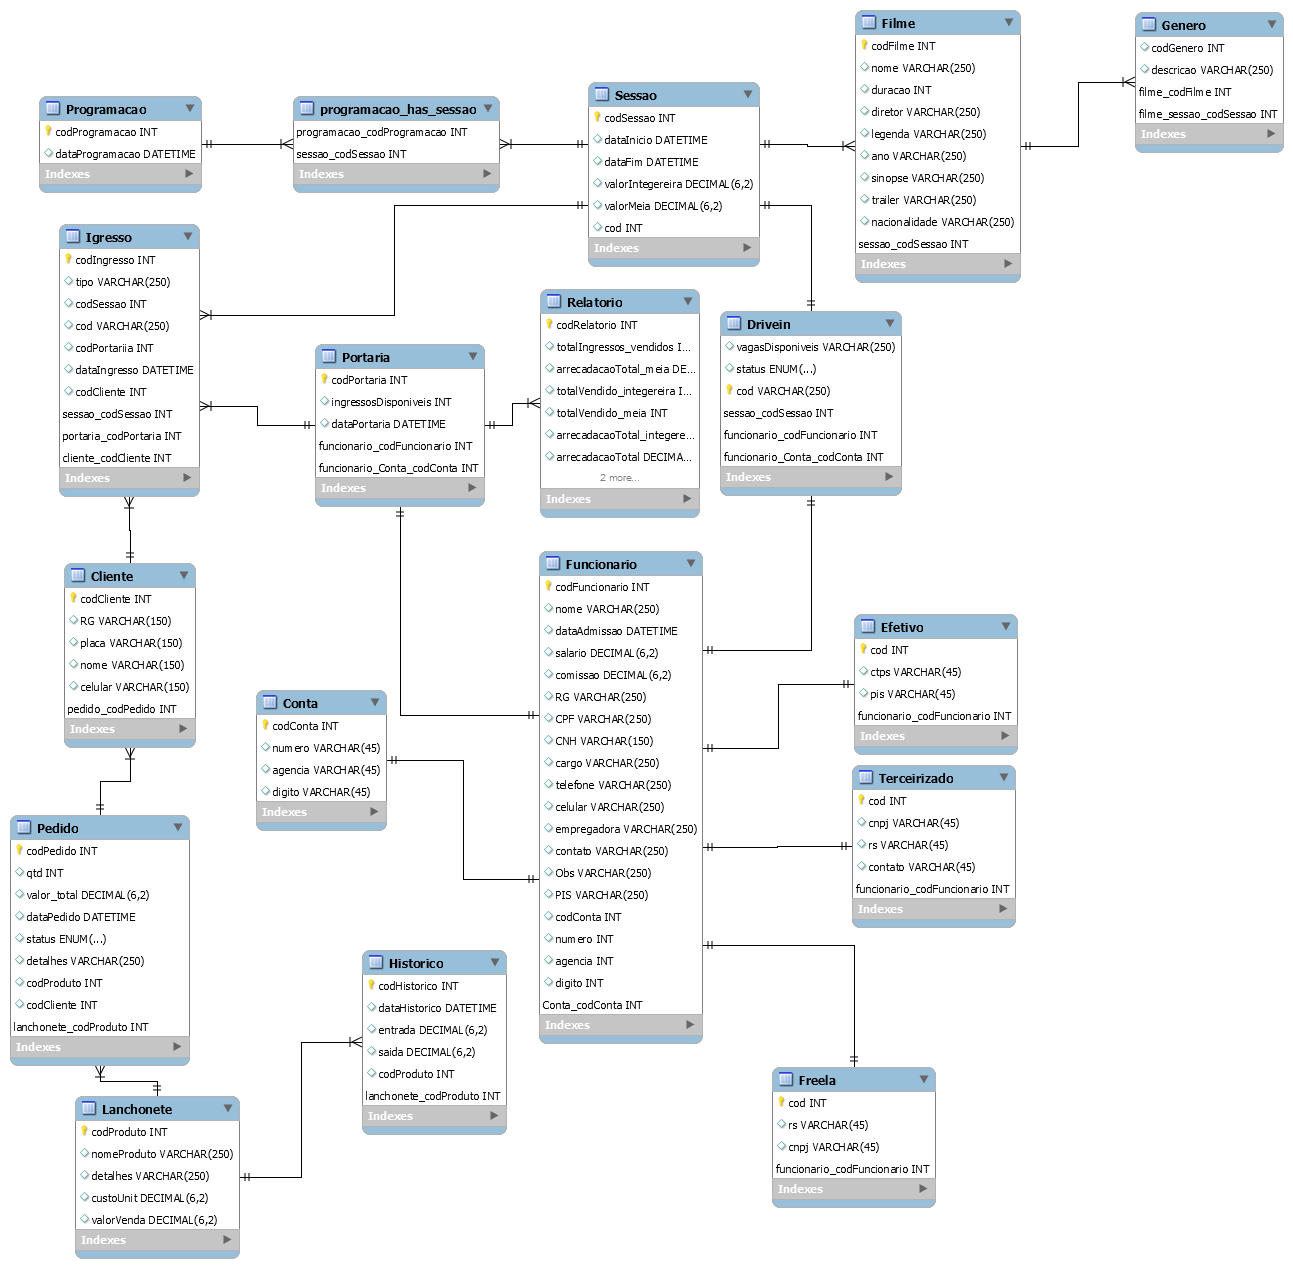 Programacao
codProgramacao INT
dataProgramacao DATETIME
Indexes
programacao_has_sessao
programacao_codProgramacao INT
sessao_codSessao INT
Indexes
Sessao
codSessao INT
dataInicio DATETIME
dataFim DATETIME
valorIntegereira DECIMAL(6,2)
valorMeia DECIMAL(6,2)
cod INT
Indexes
Filme
codFilme INT
nome VARCHAR(250)
duracao INT
diretor VARCHAR(250)
legenda VARCHAR(250)
ano VARCHAR(250)
sinopse VARCHAR(250)
trailer VARCHAR(250)
nacionalidade VARCHAR(250)
sessao_codSessao INT
Indexes
Genero
codGenero INT
descricao VARCHAR(250)
filme_codFilme INT
filme_sessao_codSessao INT
Indexes
Igresso
codIngresso INT
tipo VARCHAR(250)
codSessao INT
cod VARCHAR(250)
codPortariia INT
dataIngresso DATETIME
codCliente INT
sessao_codSessao INT
portaria_codPortaria INT
cliente_codCliente INT
Indexes
Portaria
codPortaria INT
ingressosDisponiveis INT
dataPortaria DATETIME
funcionario_codFuncionario INT
funcionario_Conta_codConta INT
Indexes
Relatorio
codRelatorio INT
totalIngressos_vendidos I...
arrecadacaoTotal_meia DE...
totalVendido_integereira I...
totalVendido_meia INT
arrecadacaoTotal_integere...
arrecadacaoTotal DECIMA...
2 more...
Indexes
Drivein
vagasDisponiveis VARCHAR(250)
status ENUM(...)
cod VARCHAR(250)
sessao_codSessao INT
funcionario_codFuncionario INT
funcionario_Conta_codConta INT
Indexes
Cliente
codCliente INT
RG VARCHAR(150)
placa VARCHAR(150)
nome VARCHAR(150)
celular VARCHAR(150)
pedido_codPedido INT
Indexes
Conta
codConta INT
numero VARCHAR(45)
agencia VARCHAR(45)
digito VARCHAR(45)
Indexes
Funcionario
codFuncionario INT
nome VARCHAR(250)
dataAdmissao DATETIME
salario DECIMAL(6,2)
comissao DECIMAL(6,2)
RG VARCHAR(250)
CPF VARCHAR(250)
CNH VARCHAR(150)
cargo VARCHAR(250)
telefone VARCHAR(250)
celular VARCHAR(250)
empregadora VARCHAR(250)
contato VARCHAR(250)
Obs VARCHAR(250)
PIS VARCHAR(250)
codConta INT
numero INT
agencia INT
digito INT
Conta_codConta INT
Indexes
Efetivo
cod INT
ctps VARCHAR(45)
pis VARCHAR(45)
funcionario_codFuncionario INT
Indexes
Terceirizado
cod INT
cnpj VARCHAR(45)
rs VARCHAR(45)
contato VARCHAR(45)
funcionario_codFuncionario INT
Indexes
Pedido
codPedido INT
qtd INT
valor_total DECIMAL(6,2)
dataPedido DATETIME
status ENUM(...)
detalhes VARCHAR(250)
codProduto INT
codCliente INT
lanchonete_codProduto INT
Indexes
Historico
codHistorico INT
dataHistorico DATETIME
entrada DECIMAL(6,2)
saida DECIMAL(6,2)
codProduto INT
lanchonete_codProduto INT
Indexes
Freela
cod INT
rs VARCHAR(45)
cnpj VARCHAR(45)
funcionario_codFuncionario INT
Indexes
Lanchonete
codProduto INT
nomeProduto VARCHAR(250)
detalhes VARCHAR(250)
custoUnit DECIMAL(6,2)
valorVenda DECIMAL(6,2)
Indexes